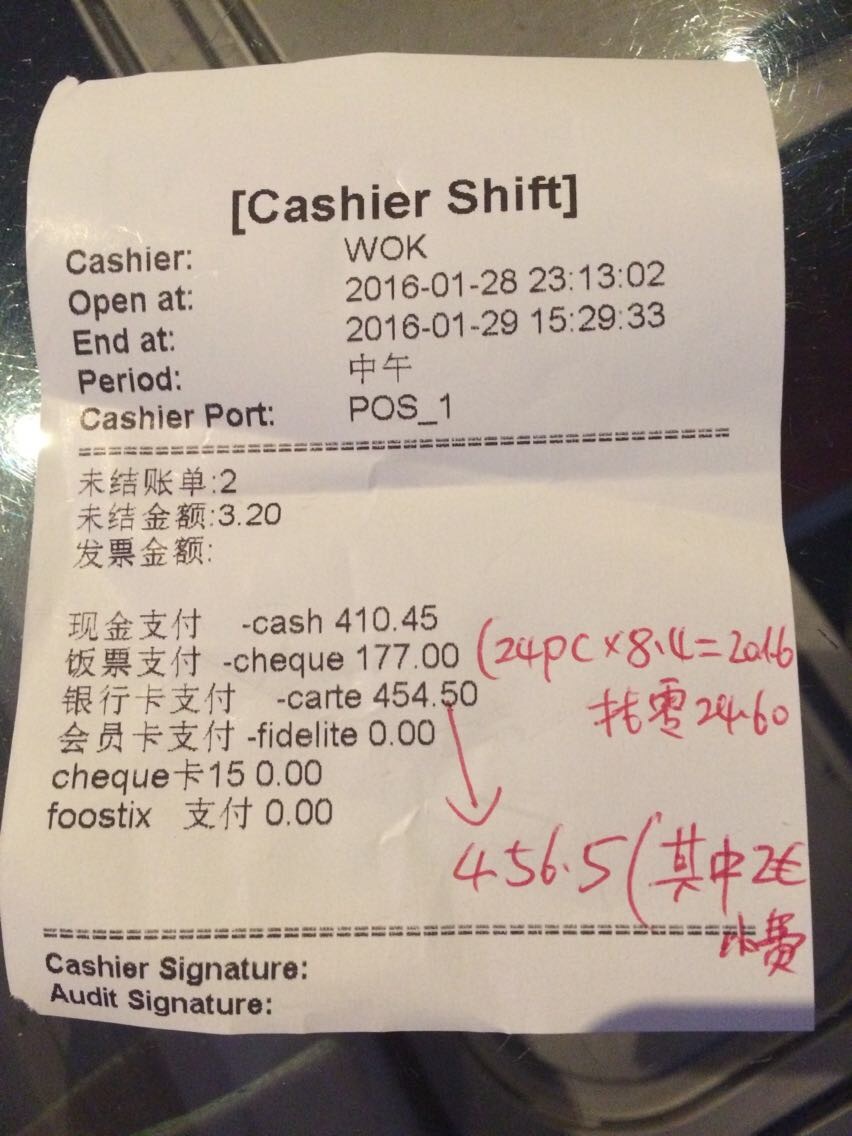 [Cashier Shift]
Cashier: WOK
Open at: 2016-01-28 23:13:02
End at: 2016-01-29 15:29:33
Period: 中午
Cashier Port: POS_1
未结账单:2
未结金额:3.20
发票金额:
现金支付 -cash 410.45
饭票支付 -cheque 177.00 (24pc×8.4=201.6
银行卡支付 -carte 454.50
找零24.60
会员卡支付 -fidelite 0.00
cheque卡15 0.00
foostix 支付 0.00
456.5(其中2€
小费
Cashier Signature:
Audit Signature: